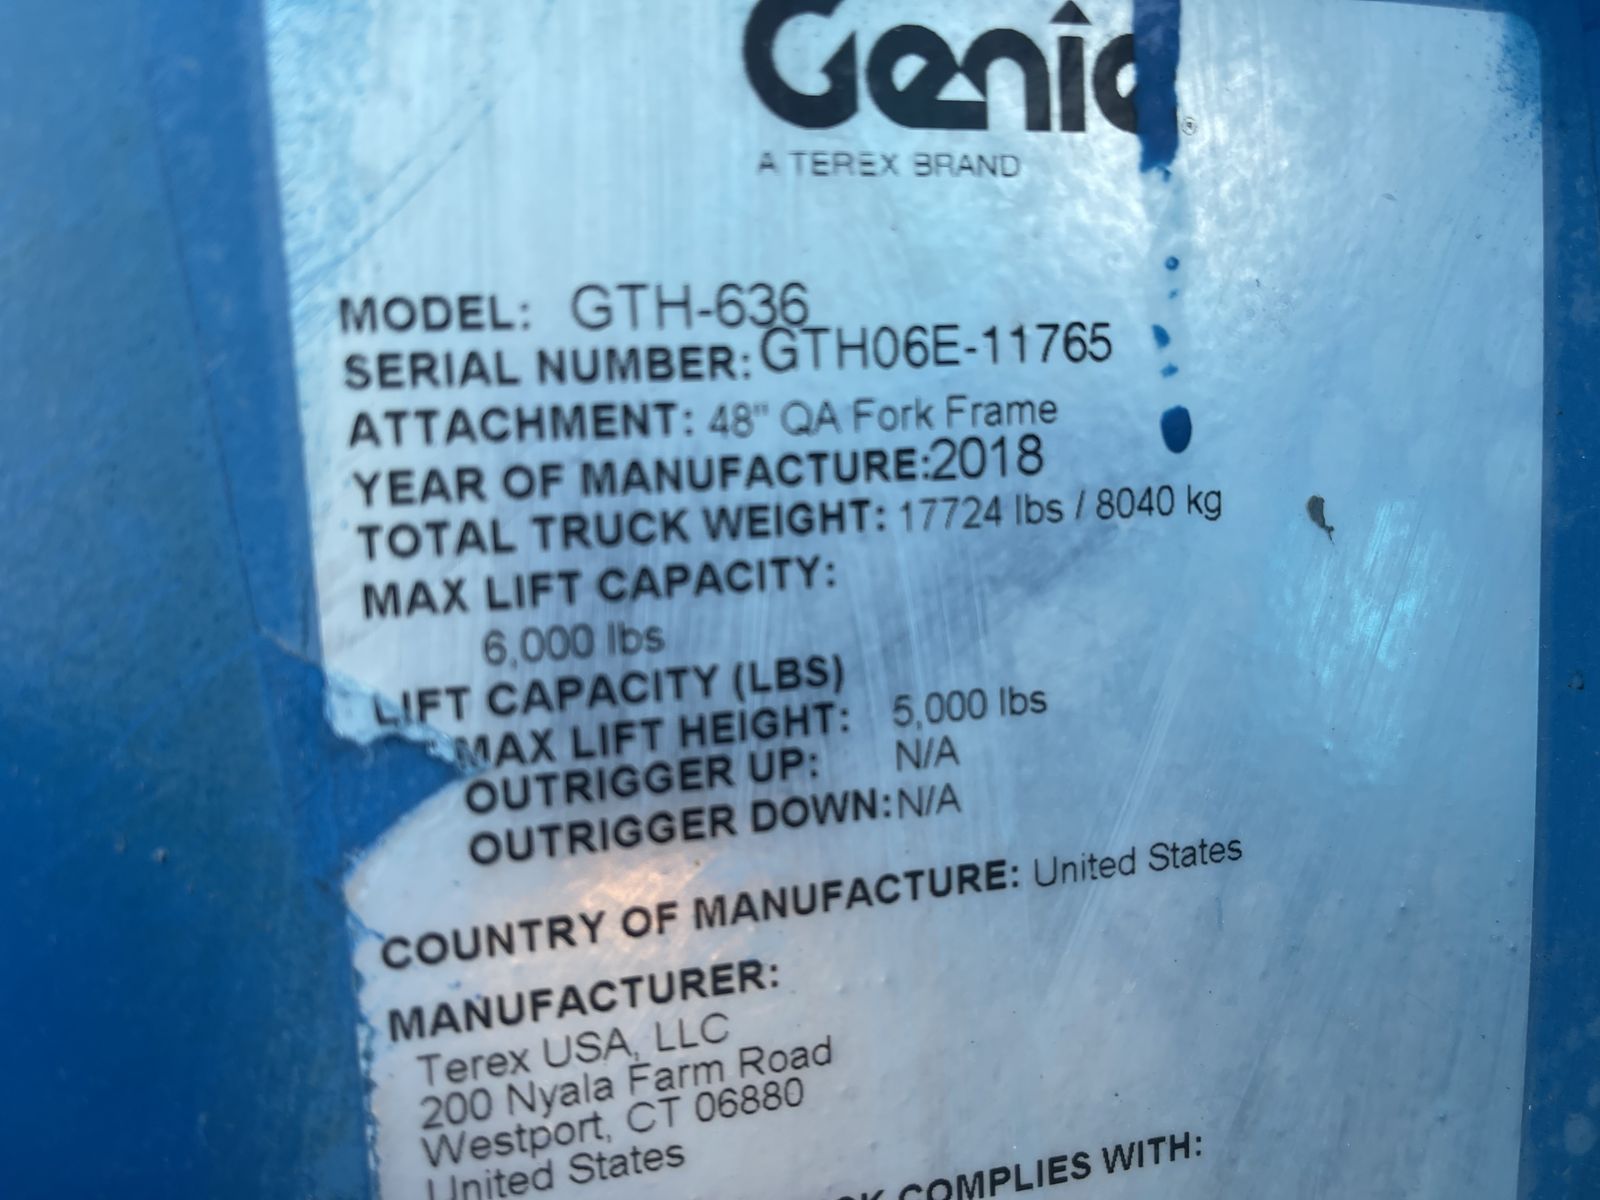 Genie®
A TEREX BRAND
MODEL: GTH-636
SERIAL NUMBER: GTH06E-11765
ATTACHMENT: 48" QA Fork Frame
YEAR OF MANUFACTURE:2018
TOTAL TRUCK WEIGHT: 17724 lbs / 8040 kg
MAX LIFT CAPACITY:
6,000 lbs
LIFT CAPACITY (LBS)
MAX LIFT HEIGHT: 5,000 lbs
OUTRIGGER UP: N/A
OUTRIGGER DOWN:N/A
COUNTRY OF MANUFACTURE: United States
MANUFACTURER:
Terex USA, LLC
200 Nyala Farm Road
Westport, CT 06880
United States
COMPLIES WITH: